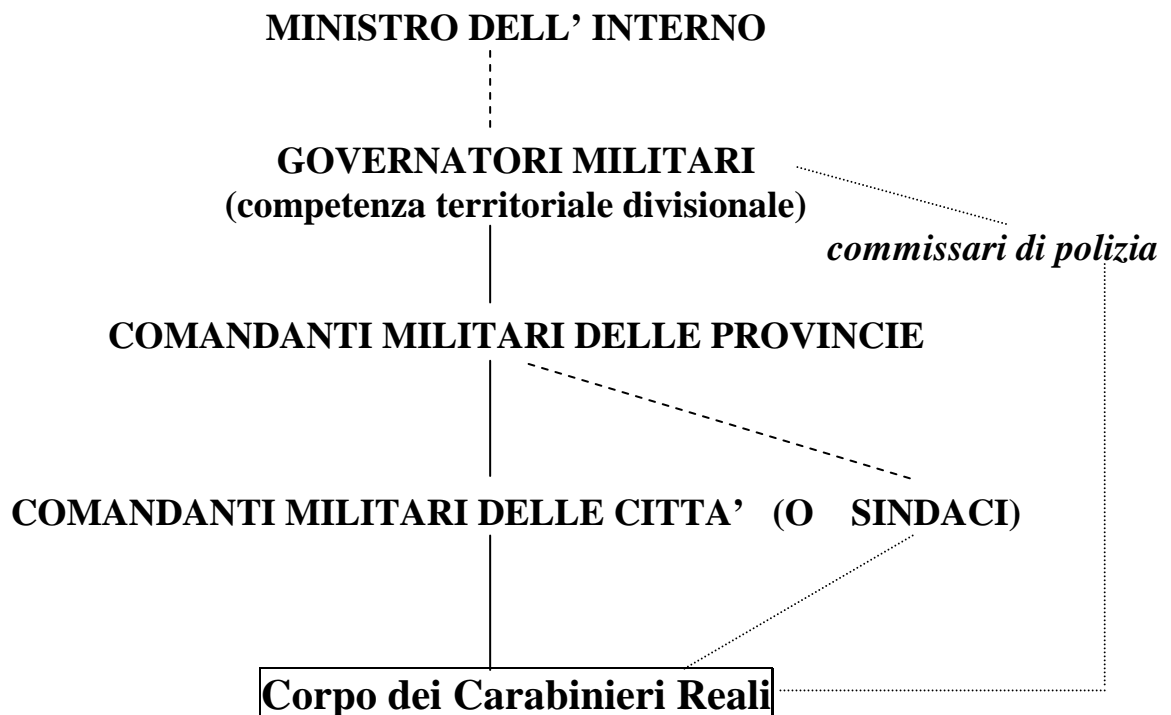 MINISTRO DELL’ INTERNO
GOVERNATORI MILITARI
(competenza territoriale divisionale)
commissari di polizia
COMANDANTI MILITARI DELLE PROVINCIE
COMANDANTI MILITARI DELLE CITTA’ (O SINDACI)
Corpo dei Carabinieri Reali